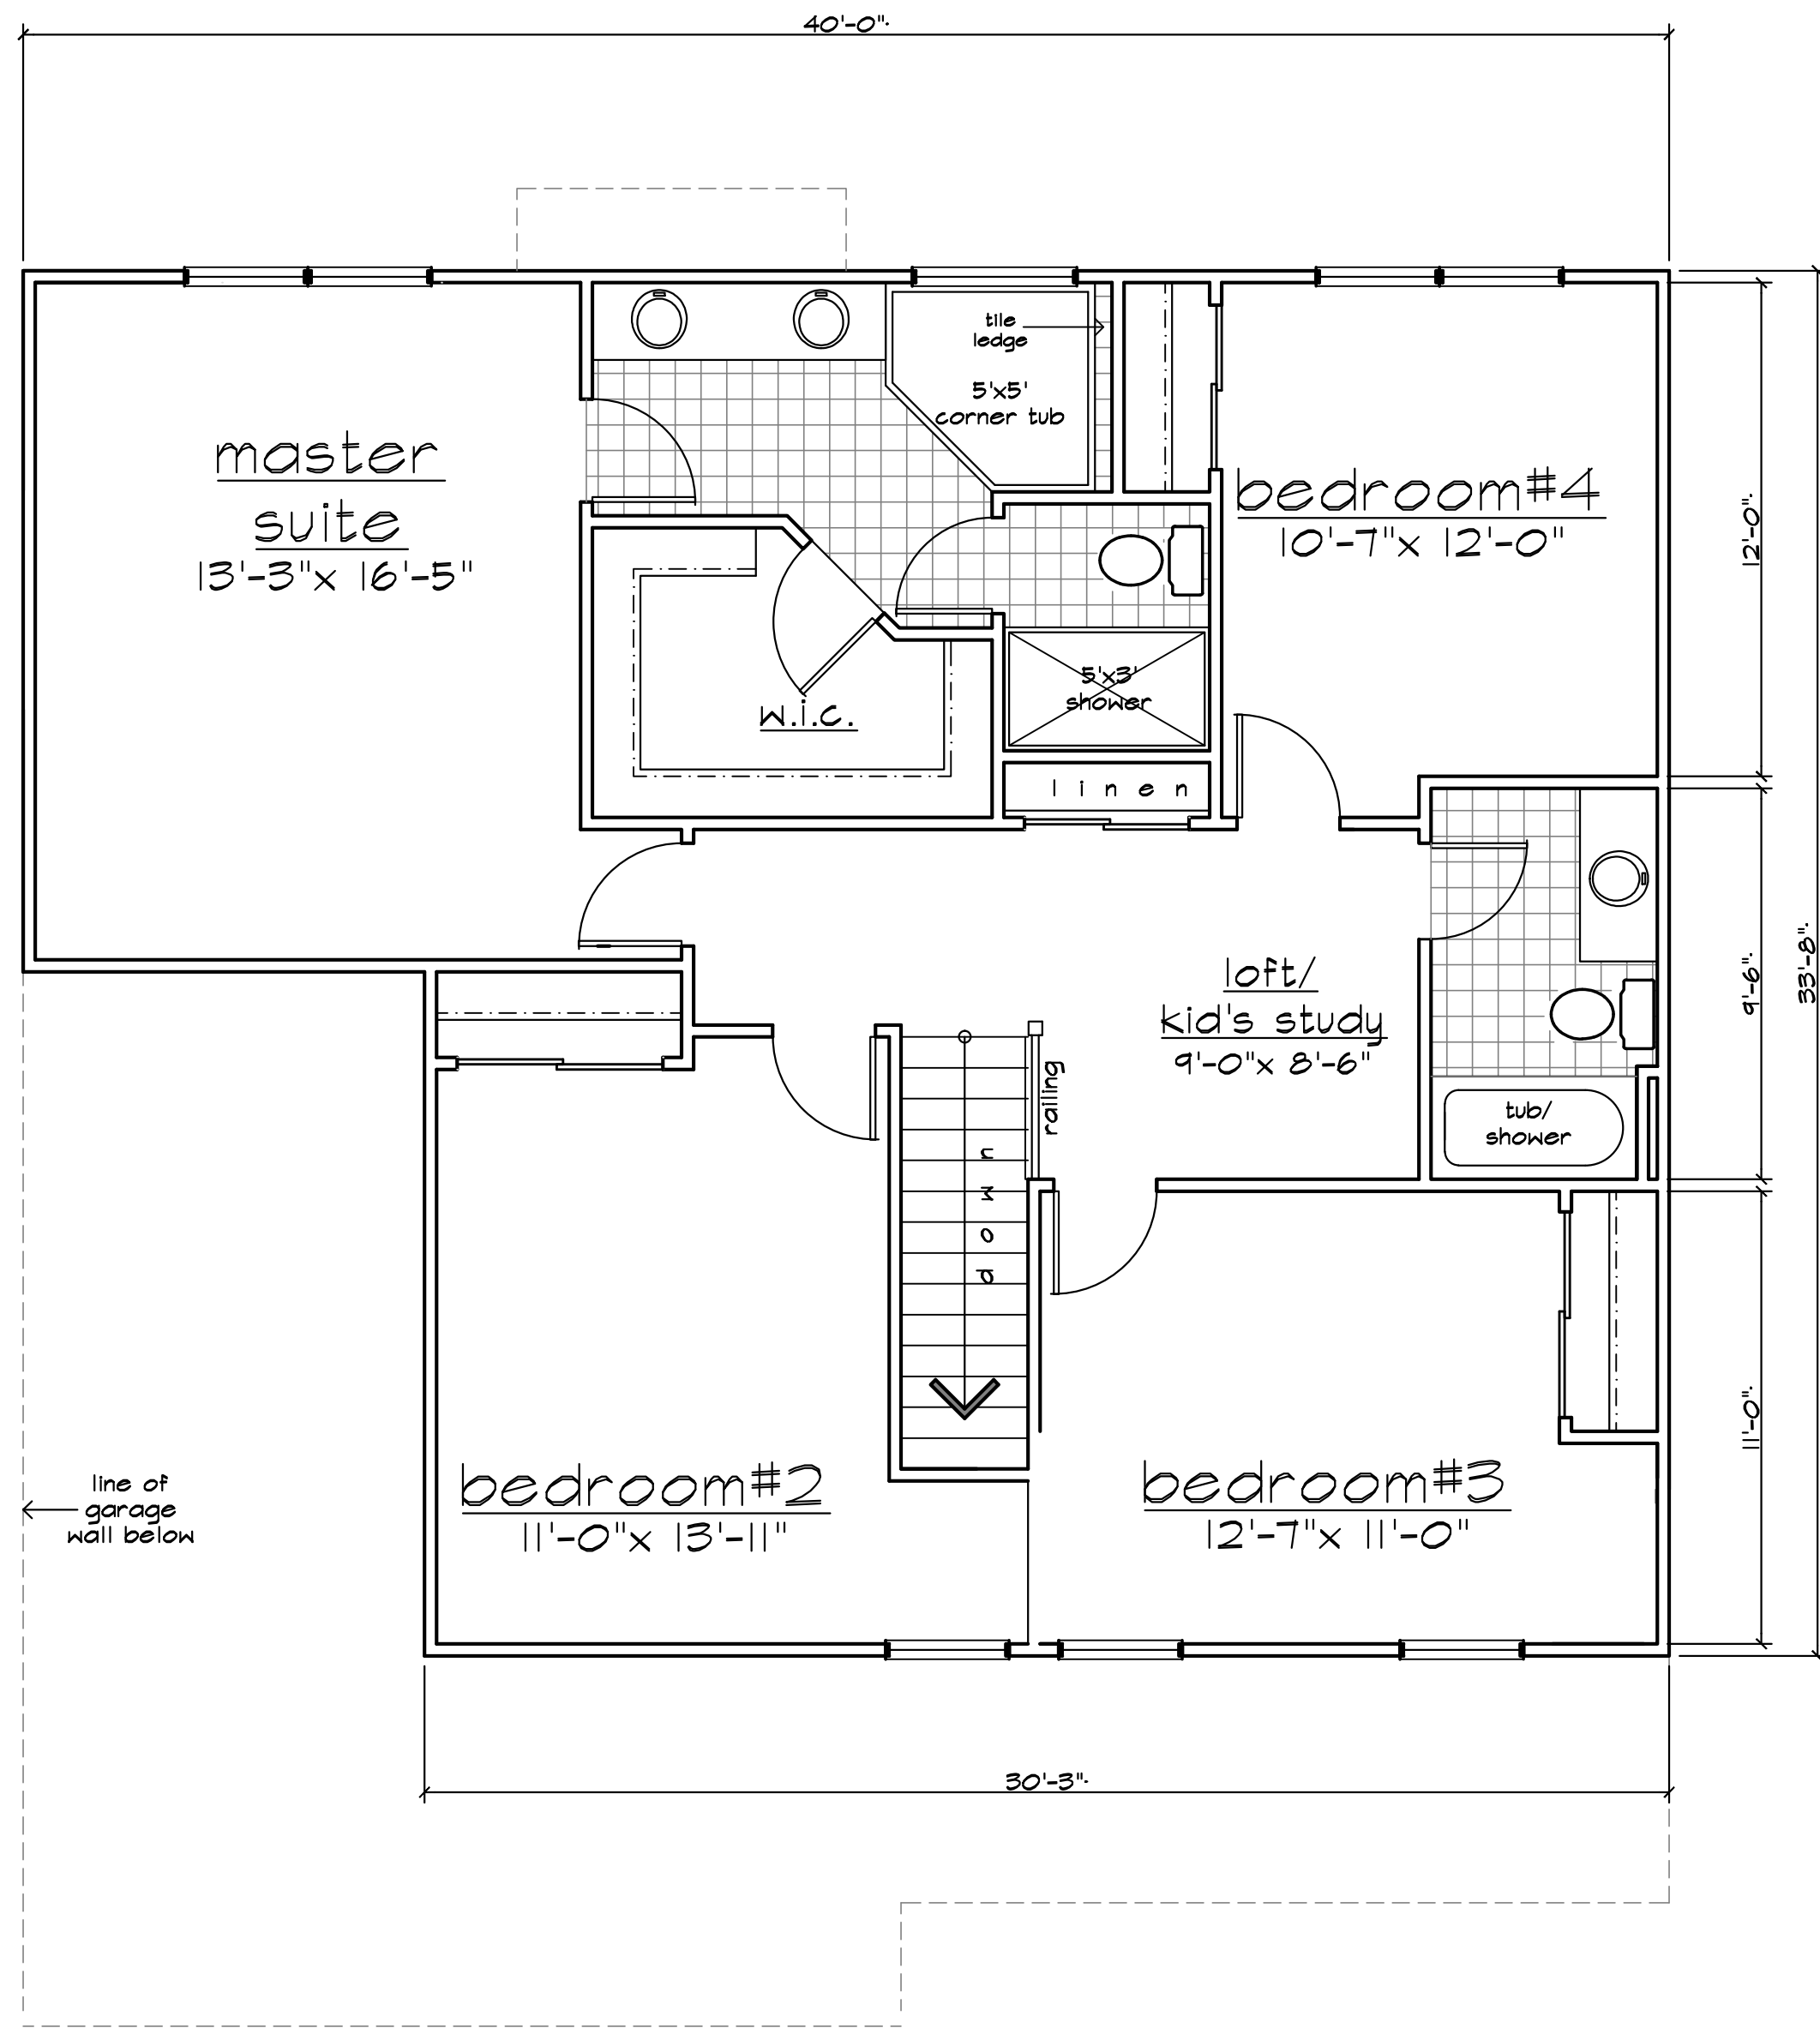 40'-0"
tile
ledge
5'x5'
corner tub
master
suite
13'-3"x 16'-5"
bedroom#4
10'-7"x 12'-0"
12'-0"
5'x3'
shower
w.i.c.
linen
loft/
kid's study
9'-0"x 8'-6"
9'-6"
33'-8"
railing
tub/
shower
down
11'-0"
bedroom#2
11'-0"x 13'-11"
bedroom#3
12'-7"x 11'-0"
line of
garage
wall below
30'-3"